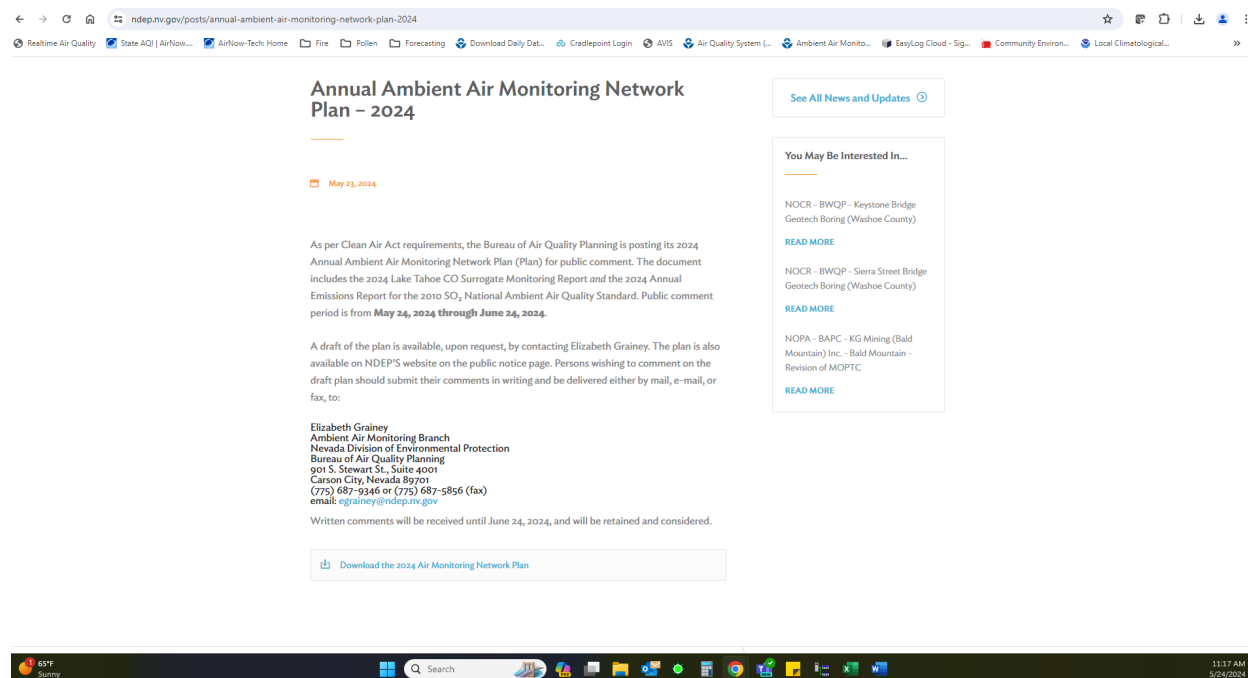 ndep.nv.gov/posts/annual-ambient-air-monitoring-network-plan-2024
Realtime Air Quality State AQI | AirNow.... AirNow-Tech: Home Fire Pollen Forecasting Download Daily Dat... Cradlepoint Login AVIS Air Quality System (... Ambient Air Monito... EasyLog Cloud - Sig... Community Environ... Local Climatological... »
Annual Ambient Air Monitoring Network
Plan – 2024
May 23, 2024
As per Clean Air Act requirements, the Bureau of Air Quality Planning is posting its 2024
Annual Ambient Air Monitoring Network Plan (Plan) for public comment. The document
includes the 2024 Lake Tahoe CO Surrogate Monitoring Report and the 2024 Annual
Emissions Report for the 2010 SO₂ National Ambient Air Quality Standard. Public comment
period is from May 24, 2024 through June 24, 2024.
A draft of the plan is available, upon request, by contacting Elizabeth Grainey. The plan is also
available on NDEP'S website on the public notice page. Persons wishing to comment on the
draft plan should submit their comments in writing and be delivered either by mail, e-mail, or
fax, to:
Elizabeth Grainey
Ambient Air Monitoring Branch
Nevada Division of Environmental Protection
Bureau of Air Quality Planning
901 S. Stewart St., Suite 4001
Carson City, Nevada 89701
(775) 687-9346 or (775) 687-5856 (fax)
email: egrainey@ndep.nv.gov
Written comments will be received until June 24, 2024, and will be retained and considered.
Download the 2024 Air Monitoring Network Plan
See All News and Updates
You May Be Interested In...
NOCR - BWQP - Keystone Bridge
Geotech Boring (Washoe County)
READ MORE
NOCR - BWQP - Sierra Street Bridge
Geotech Boring (Washoe County)
READ MORE
NOPA - BAPC - KG Mining (Bald
Mountain) Inc. - Bald Mountain -
Revision of MOPTC
READ MORE
1
65°F
Sunny
Search
11:17 AM
5/24/2024